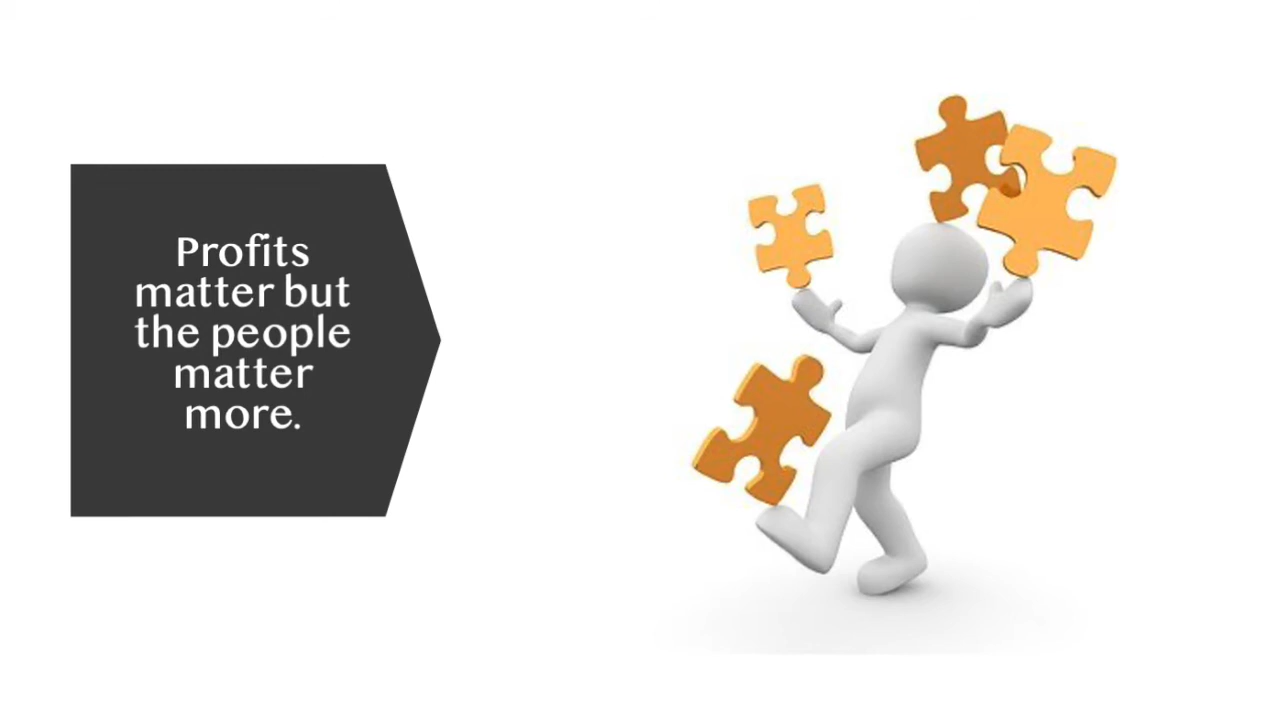 Profits
matter but
the people
matter
more.